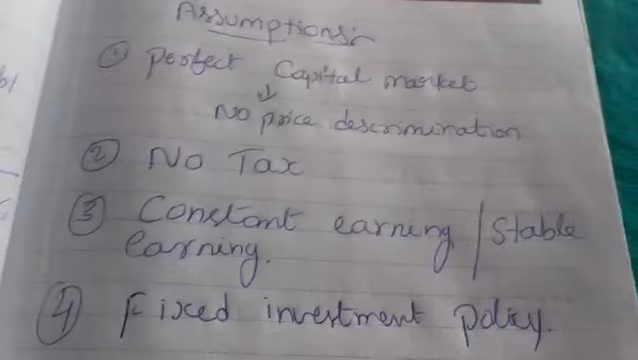 Assumptions:-
① Perfect Capital market
↓
No price discrimination
② No Tax
③ Constant earning / Stable
earning.
④ Fixed investment policy.